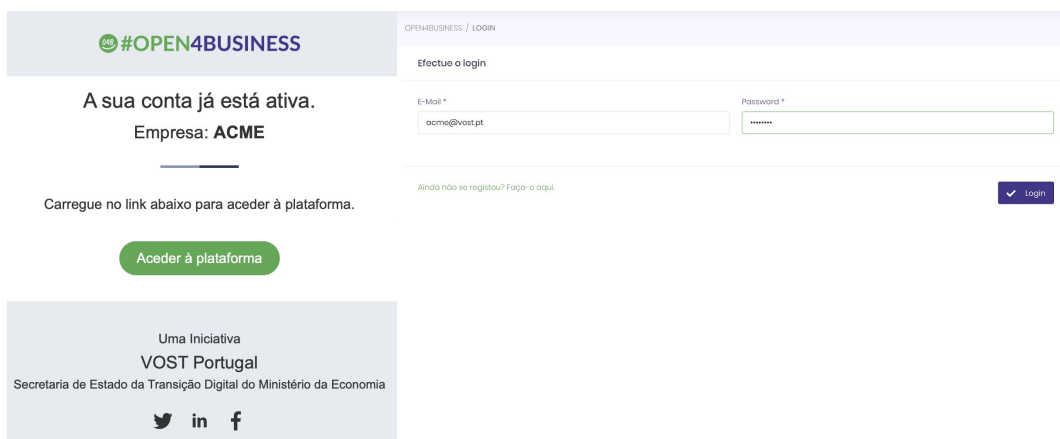 #OPEN4BUSINESS
A sua conta já está ativa.
Empresa: ACME
Carregue no link abaixo para aceder à plataforma.
Aceder à plataforma
Uma Iniciativa
VOST Portugal
Secretaria de Estado da Transição Digital do Ministério da Economia
OPEN4BUSINESS / LOGIN
Efectue o login
E-Mail *
Password *
acme@vost.pt
••••••••
Ainda não se registou? Faça-o aqui.
Login